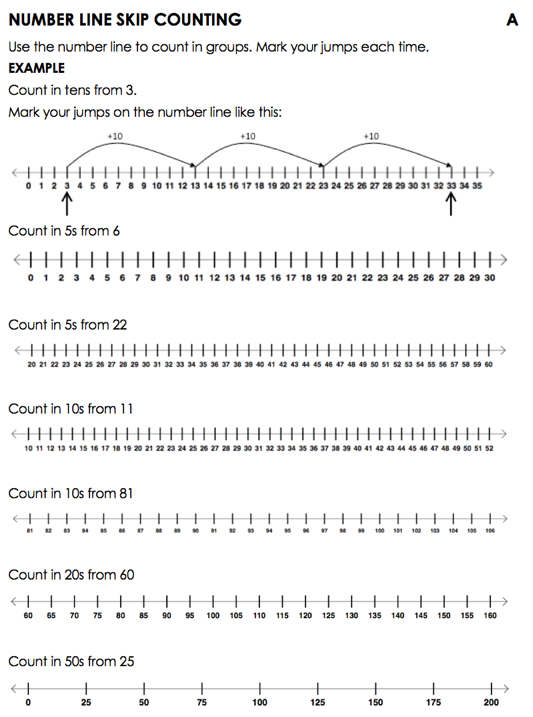 NUMBER LINE SKIP COUNTING A
Use the number line to count in groups. Mark your jumps each time.
EXAMPLE
Count in tens from 3.
Mark your jumps on the number line like this:
+10 +10 +10
0 1 2 3 4 5 6 7 8 9 10 11 12 13 14 15 16 17 18 19 20 21 22 23 24 25 26 27 28 29 30 31 32 33 34 35
Count in 5s from 6
0 1 2 3 4 5 6 7 8 9 10 11 12 13 14 15 16 17 18 19 20 21 22 23 24 25 26 27 28 29 30
Count in 5s from 22
20 21 22 23 24 25 26 27 28 29 30 31 32 33 34 35 36 37 38 39 40 41 42 43 44 45 46 47 48 49 50 51 52 53 54 55 56 57 58 59 60
Count in 10s from 11
10 11 12 13 14 15 16 17 18 19 20 21 22 23 24 25 26 27 28 29 30 31 32 33 34 35 36 37 38 39 40 41 42 43 44 45 46 47 48 49 50 51 52
Count in 10s from 81
81 82 83 84 85 86 87 88 89 90 91 92 93 94 95 96 97 98 99 100 101 102 103 104 105 106
Count in 20s from 60
60 65 70 75 80 85 90 95 100 105 110 115 120 125 130 135 140 145 150 155 160
Count in 50s from 25
0 25 50 75 100 125 150 175 200